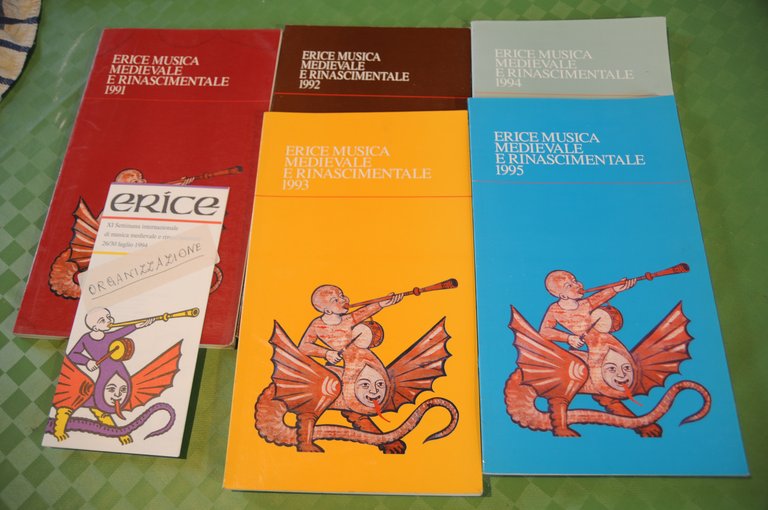 ERICE MUSICA
MEDIEVALE
E RINASCIMENTALE
1991
ERICE MUSICA
MEDIEVALE
E RINASCIMENTALE
1992
ERICE MUSICA
MEDIEVALE
E RINASCIMENTALE
1994
ERICE MUSICA
MEDIEVALE
E RINASCIMENTALE
1993
ERICE MUSICA
MEDIEVALE
E RINASCIMENTALE
1995
ERICE
XI Settimana internazionale
di musica medievale e
26/30 luglio 1994
ORGANIZZAZIONE